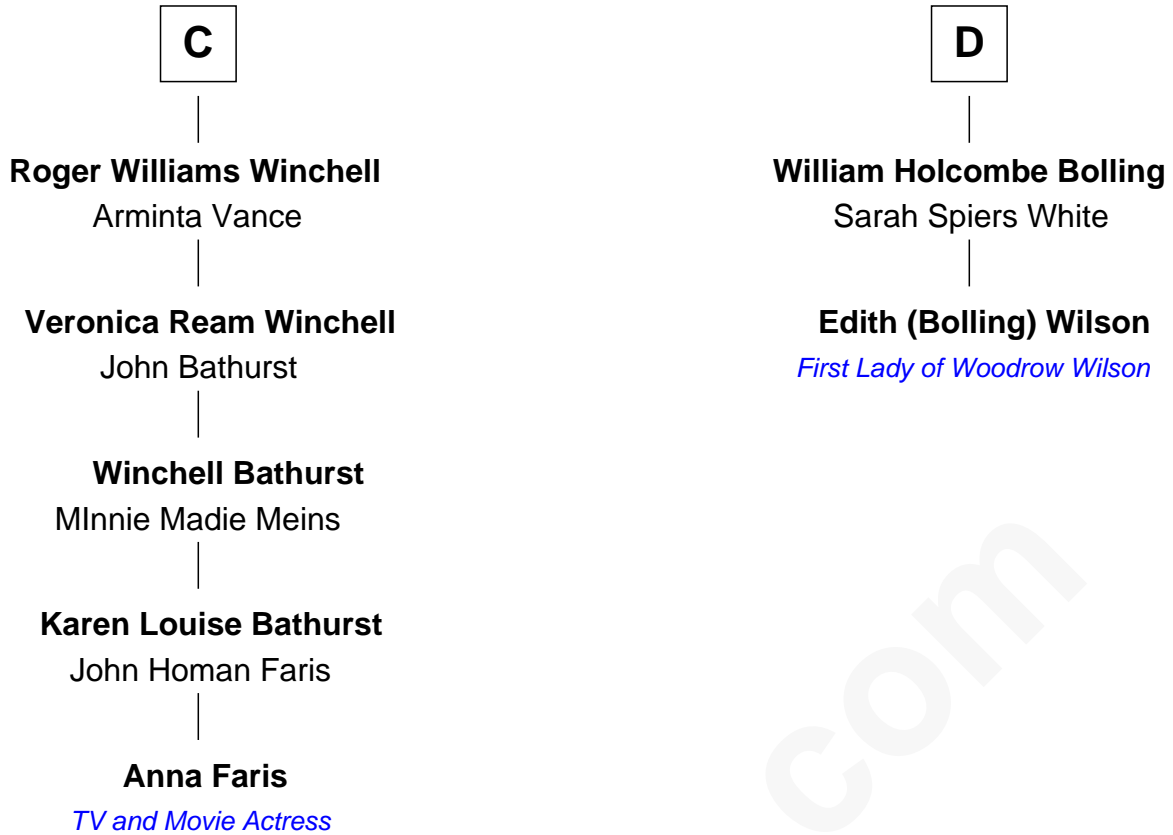 C
Roger Williams Winchell
Arminta Vance
Veronica Ream Winchell
John Bathurst
Winchell Bathurst
MInnie Madie Meins
Karen Louise Bathurst
John Homan Faris
Anna Faris
TV and Movie Actress
D
William Holcombe Bolling
Sarah Spiers White
Edith (Bolling) Wilson
First Lady of Woodrow Wilson
com